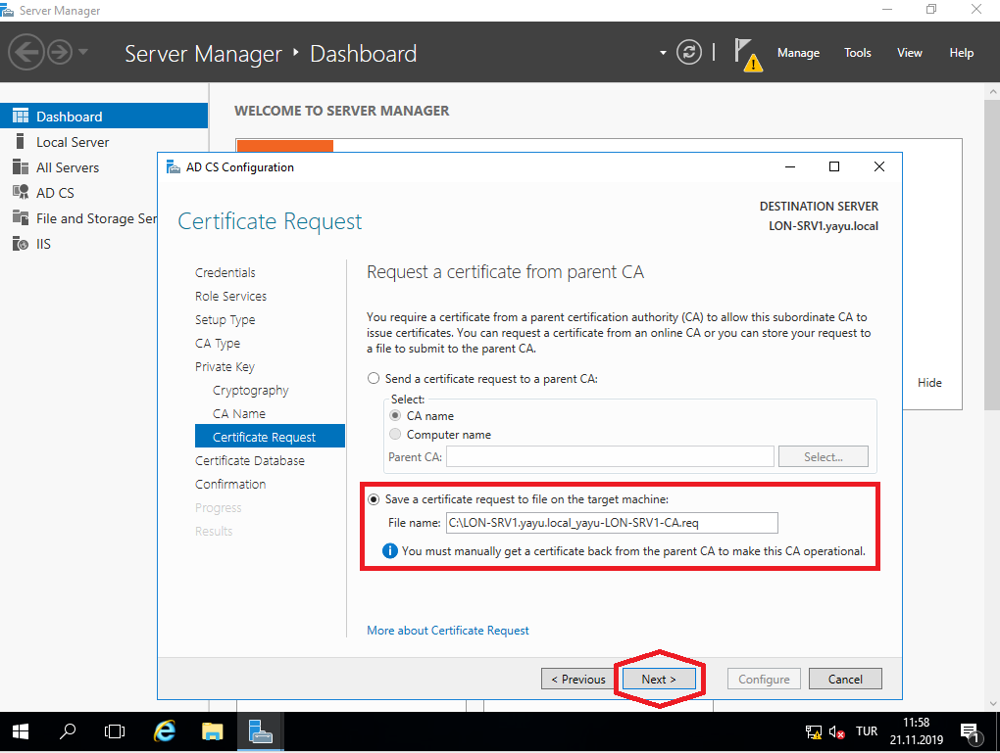 Server Manager
Server Manager ‣ Dashboard
Manage
Tools
View
Help
Dashboard
Local Server
All Servers
AD CS
File and Storage Ser
IIS
WELCOME TO SERVER MANAGER
Hide
AD CS Configuration
Certificate Request
DESTINATION SERVER
LON-SRV1.yayu.local
Credentials
Role Services
Setup Type
CA Type
Private Key
Cryptography
CA Name
Certificate Request
Certificate Database
Confirmation
Progress
Results
Request a certificate from parent CA
You require a certificate from a parent certification authority (CA) to allow this subordinate CA to
issue certificates. You can request a certificate from an online CA or you can store your request to
a file to submit to the parent CA.
Send a certificate request to a parent CA:
Select:
CA name
Computer name
Parent CA:
Select...
Save a certificate request to file on the target machine:
File name: C:\LON-SRV1.yayu.local_yayu-LON-SRV1-CA.req
You must manually get a certificate back from the parent CA to make this CA operational.
More about Certificate Request
< Previous
Next >
Configure
Cancel
TUR
11:58
21.11.2019
1